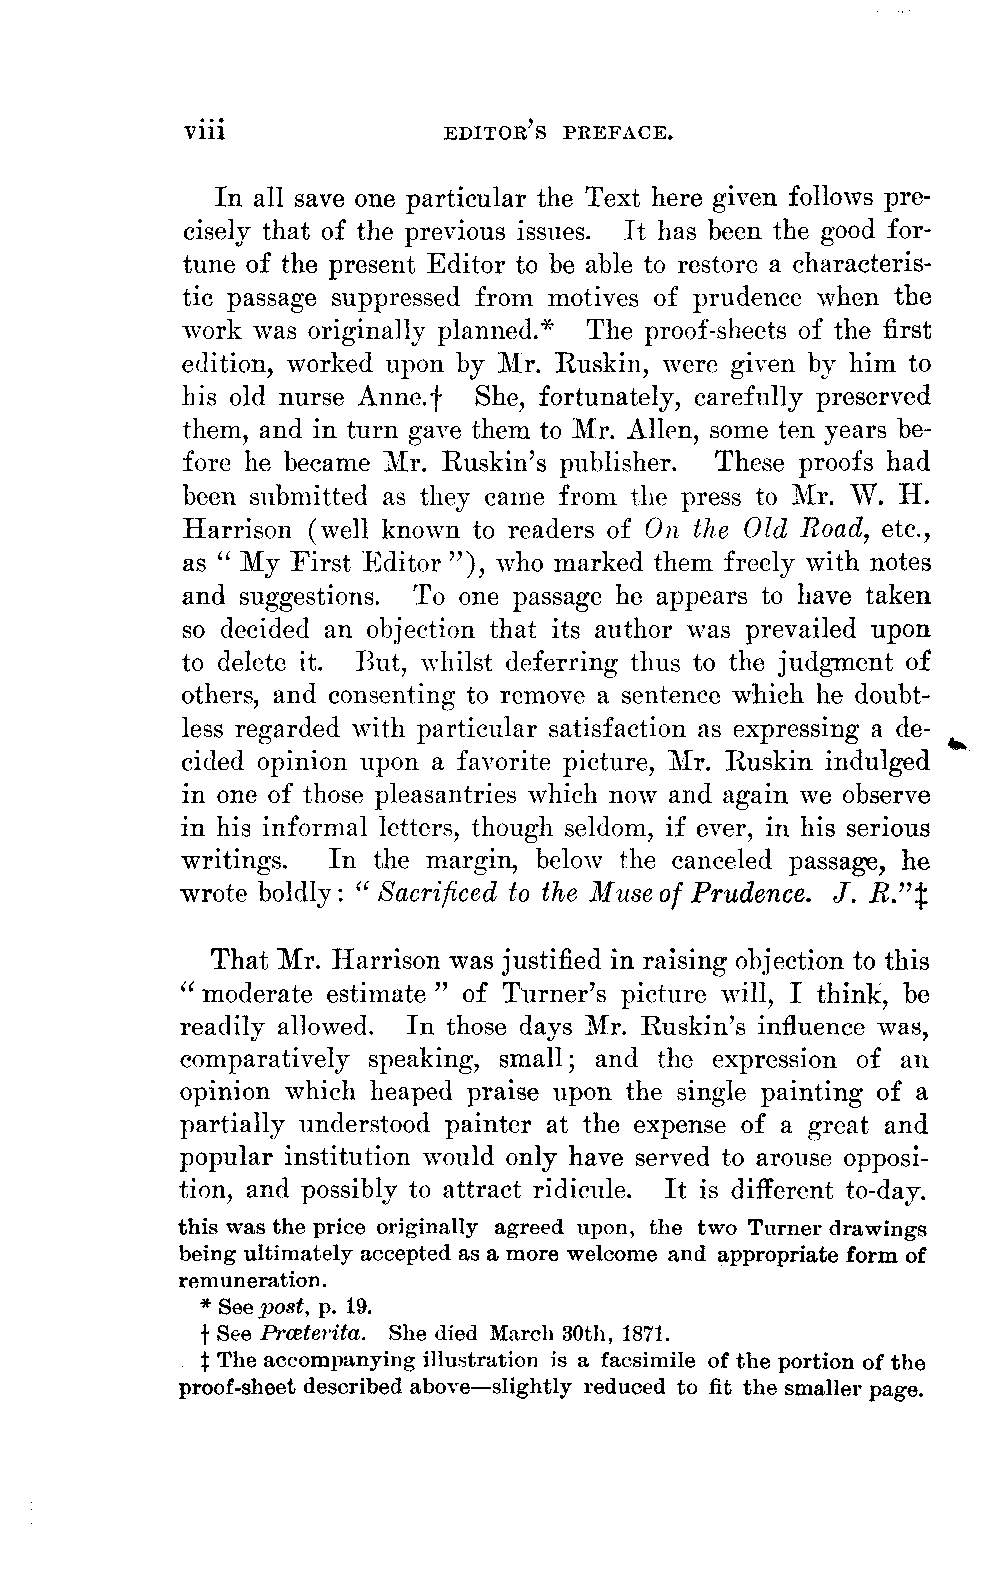 viii EDITOR'S PREFACE.
In all save one particular the Text here given follows pre-
cisely that of the previous issues. It has been the good for-
tune of the present Editor to be able to restore a characteris-
tic passage suppressed from motives of prudence when the
work was originally planned.* The proof-sheets of the first
edition, worked upon by Mr. Ruskin, were given by him to
his old nurse Anne.† She, fortunately, carefully preserved
them, and in turn gave them to Mr. Allen, some ten years be-
fore he became Mr. Ruskin's publisher. These proofs had
been submitted as they came from the press to Mr. W. H.
Harrison (well known to readers of On the Old Road, etc.,
as " My First Editor "), who marked them freely with notes
and suggestions. To one passage he appears to have taken
so decided an objection that its author was prevailed upon
to delete it. But, whilst deferring thus to the judgment of
others, and consenting to remove a sentence which he doubt-
less regarded with particular satisfaction as expressing a de-
cided opinion upon a favorite picture, Mr. Ruskin indulged
in one of those pleasantries which now and again we observe
in his informal letters, though seldom, if ever, in his serious
writings. In the margin, below the canceled passage, he
wrote boldly: " Sacrificed to the Muse of Prudence. J. R."‡
That Mr. Harrison was justified in raising objection to this
" moderate estimate " of Turner's picture will, I think, be
readily allowed. In those days Mr. Ruskin's influence was,
comparatively speaking, small; and the expression of an
opinion which heaped praise upon the single painting of a
partially understood painter at the expense of a great and
popular institution would only have served to arouse opposi-
tion, and possibly to attract ridicule. It is different to-day.
this was the price originally agreed upon, the two Turner drawings
being ultimately accepted as a more welcome and appropriate form of
remuneration.
* See post, p. 19.
† See Præterita. She died March 30th, 1871.
‡ The accompanying illustration is a facsimile of the portion of the
proof-sheet described above—slightly reduced to fit the smaller page.